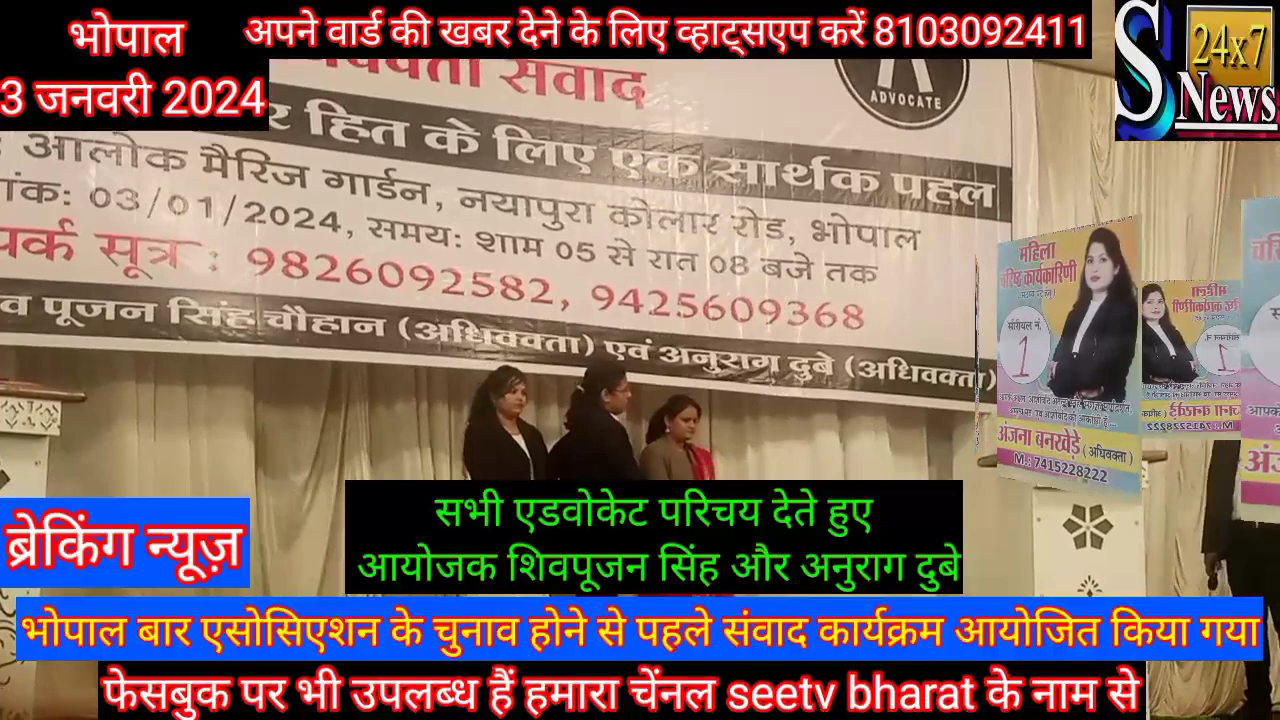 भोपाल
3 जनवरी 2024
अपने वार्ड की खबर देने के लिए व्हाट्सएप करें 8103092411
S 24x7
News
संवाद
ADVOCATE
हित के लिए एक सार्थक पहल
आलोक मैरिज गार्डन, नयापुरा कोलार रोड, भोपाल
03/01/2024, समय: शाम 05 से रात 08 बजे तक
सूत्र : 9826092582, 9425609368
पूजन सिंह चौहान (अधिवक्ता) एवं अनुराग दुबे (अधिवक्ता)
महिला
वरिष्ठ कार्यकारिणी
सीरियल नं.
1
अंजना बनखेड़े (अधिवक्ता)
M.: 7415228222
ब्रेकिंग न्यूज़
सभी एडवोकेट परिचय देते हुए
आयोजक शिवपूजन सिंह और अनुराग दुबे
भोपाल बार एसोसिएशन के चुनाव होने से पहले संवाद कार्यक्रम आयोजित किया गया
फेसबुक पर भी उपलब्ध हैं हमारा चेंनल seetv bharat के नाम से